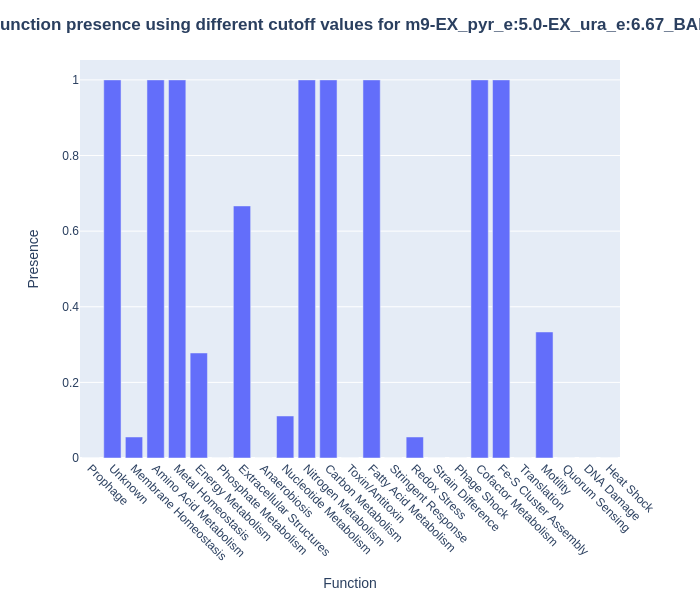 unction presence using different cutoff values for m9-EX_pyr_e:5.0-EX_ura_e:6.67_BA
1
0.8
0.6
0.4
0.2
0
Presence
Prophage
Unknown
Membrane Homeostasis
Amino Acid Metabolism
Metal Homeostasis
Energy Metabolism
Phosphate Metabolism
Extracellular Structures
Anaerobiosis
Nucleotide Metabolism
Nitrogen Metabolism
Carbon Metabolism
Toxin/Antitoxin
Fatty Acid Metabolism
Stringent Response
Redox Stress
Strain Difference
Phage Shock
Cofactor Metabolism
Fe-S Cluster Assembly
Translation
Motility
Quorum Sensing
DNA Damage
Heat Shock
Function